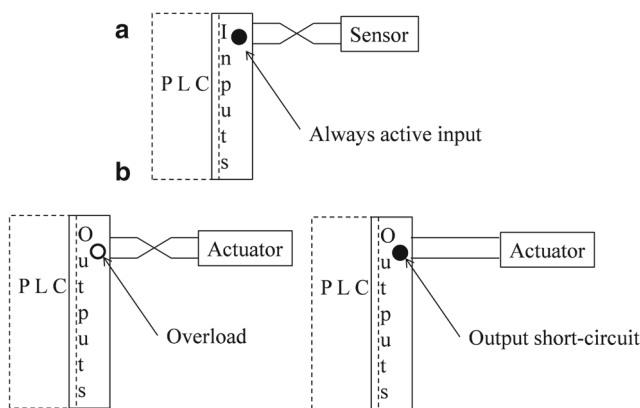 a
Inputs
Sensor
PLC
Always active input
b
Outputs
Actuator
PLC
Overload
Outputs
Actuator
PLC
Output short-circuit